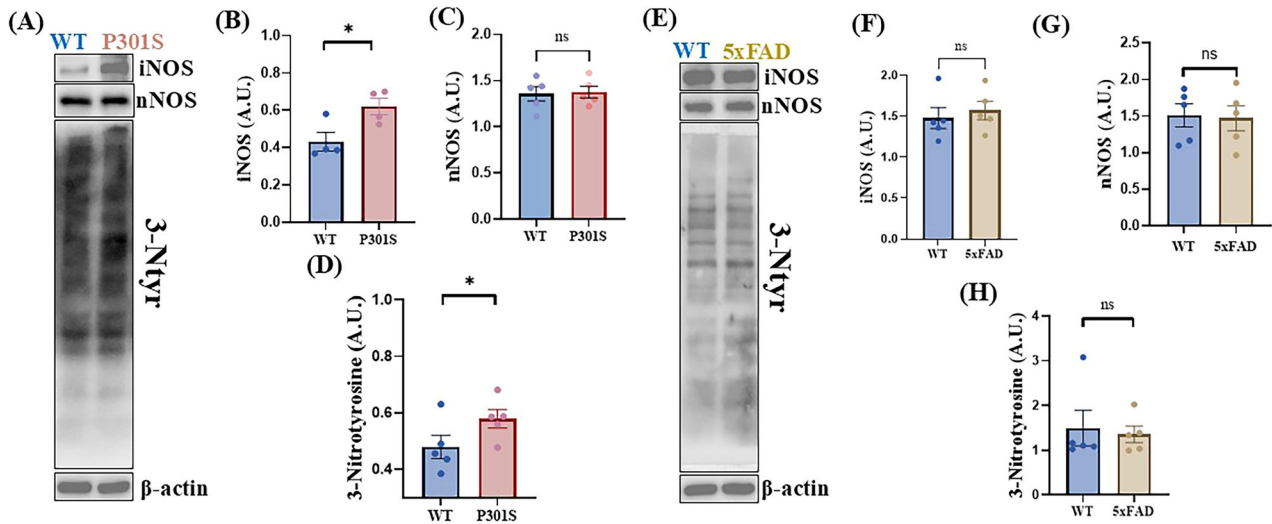 (A)
WT P301S
iNOS
nNOS
3-Ntyr
β-actin
(B)
*
iNOS (A.U.)
1.0
0.8
0.6
0.4
0.2
0.0
WT P301S
(C)
ns
nNOS (A.U.)
2.0
1.5
1.0
0.5
0.0
WT P301S
(D)
*
3-Nitrotyrosine (A.U.)
1.0
0.8
0.6
0.4
WT P301S
(E)
WT 5xFAD
iNOS
nNOS
3-Ntyr
β-actin
(F)
ns
iNOS (A.U.)
2.0
1.5
1.0
0.5
0.0
WT 5xFAD
(G)
ns
nNOS (A.U.)
2.5
2.0
1.5
1.0
0.5
0.0
WT 5xFAD
(H)
ns
3-Nitrotyrosine (A.U.)
4
3
2
1
0
WT 5xFAD